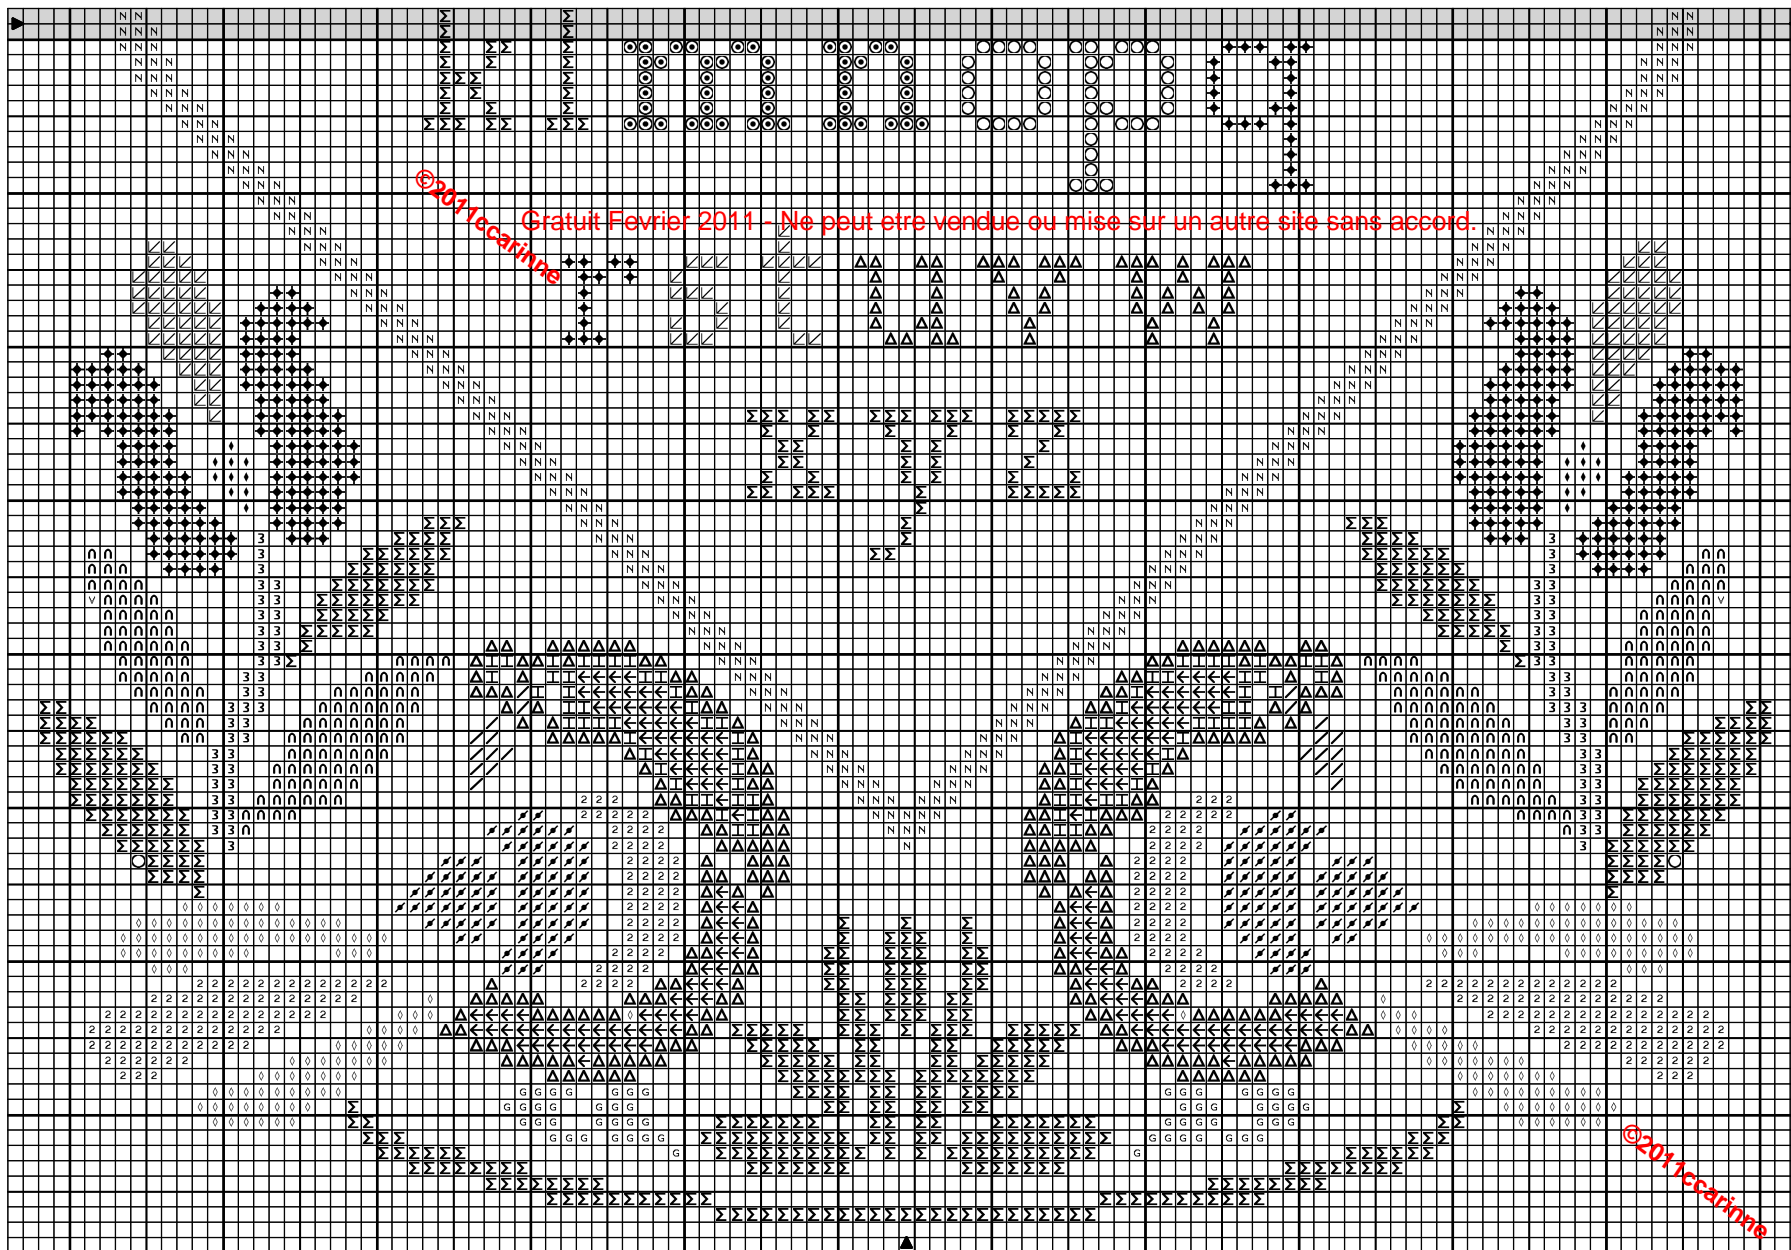 k l m n o p q
©2011ccarinne
Gratuit Fevrier 2011 - Ne peut etre vendue ou mise sur un autre site sans accord.
r s t u v w
x y z
©2011ccarinne